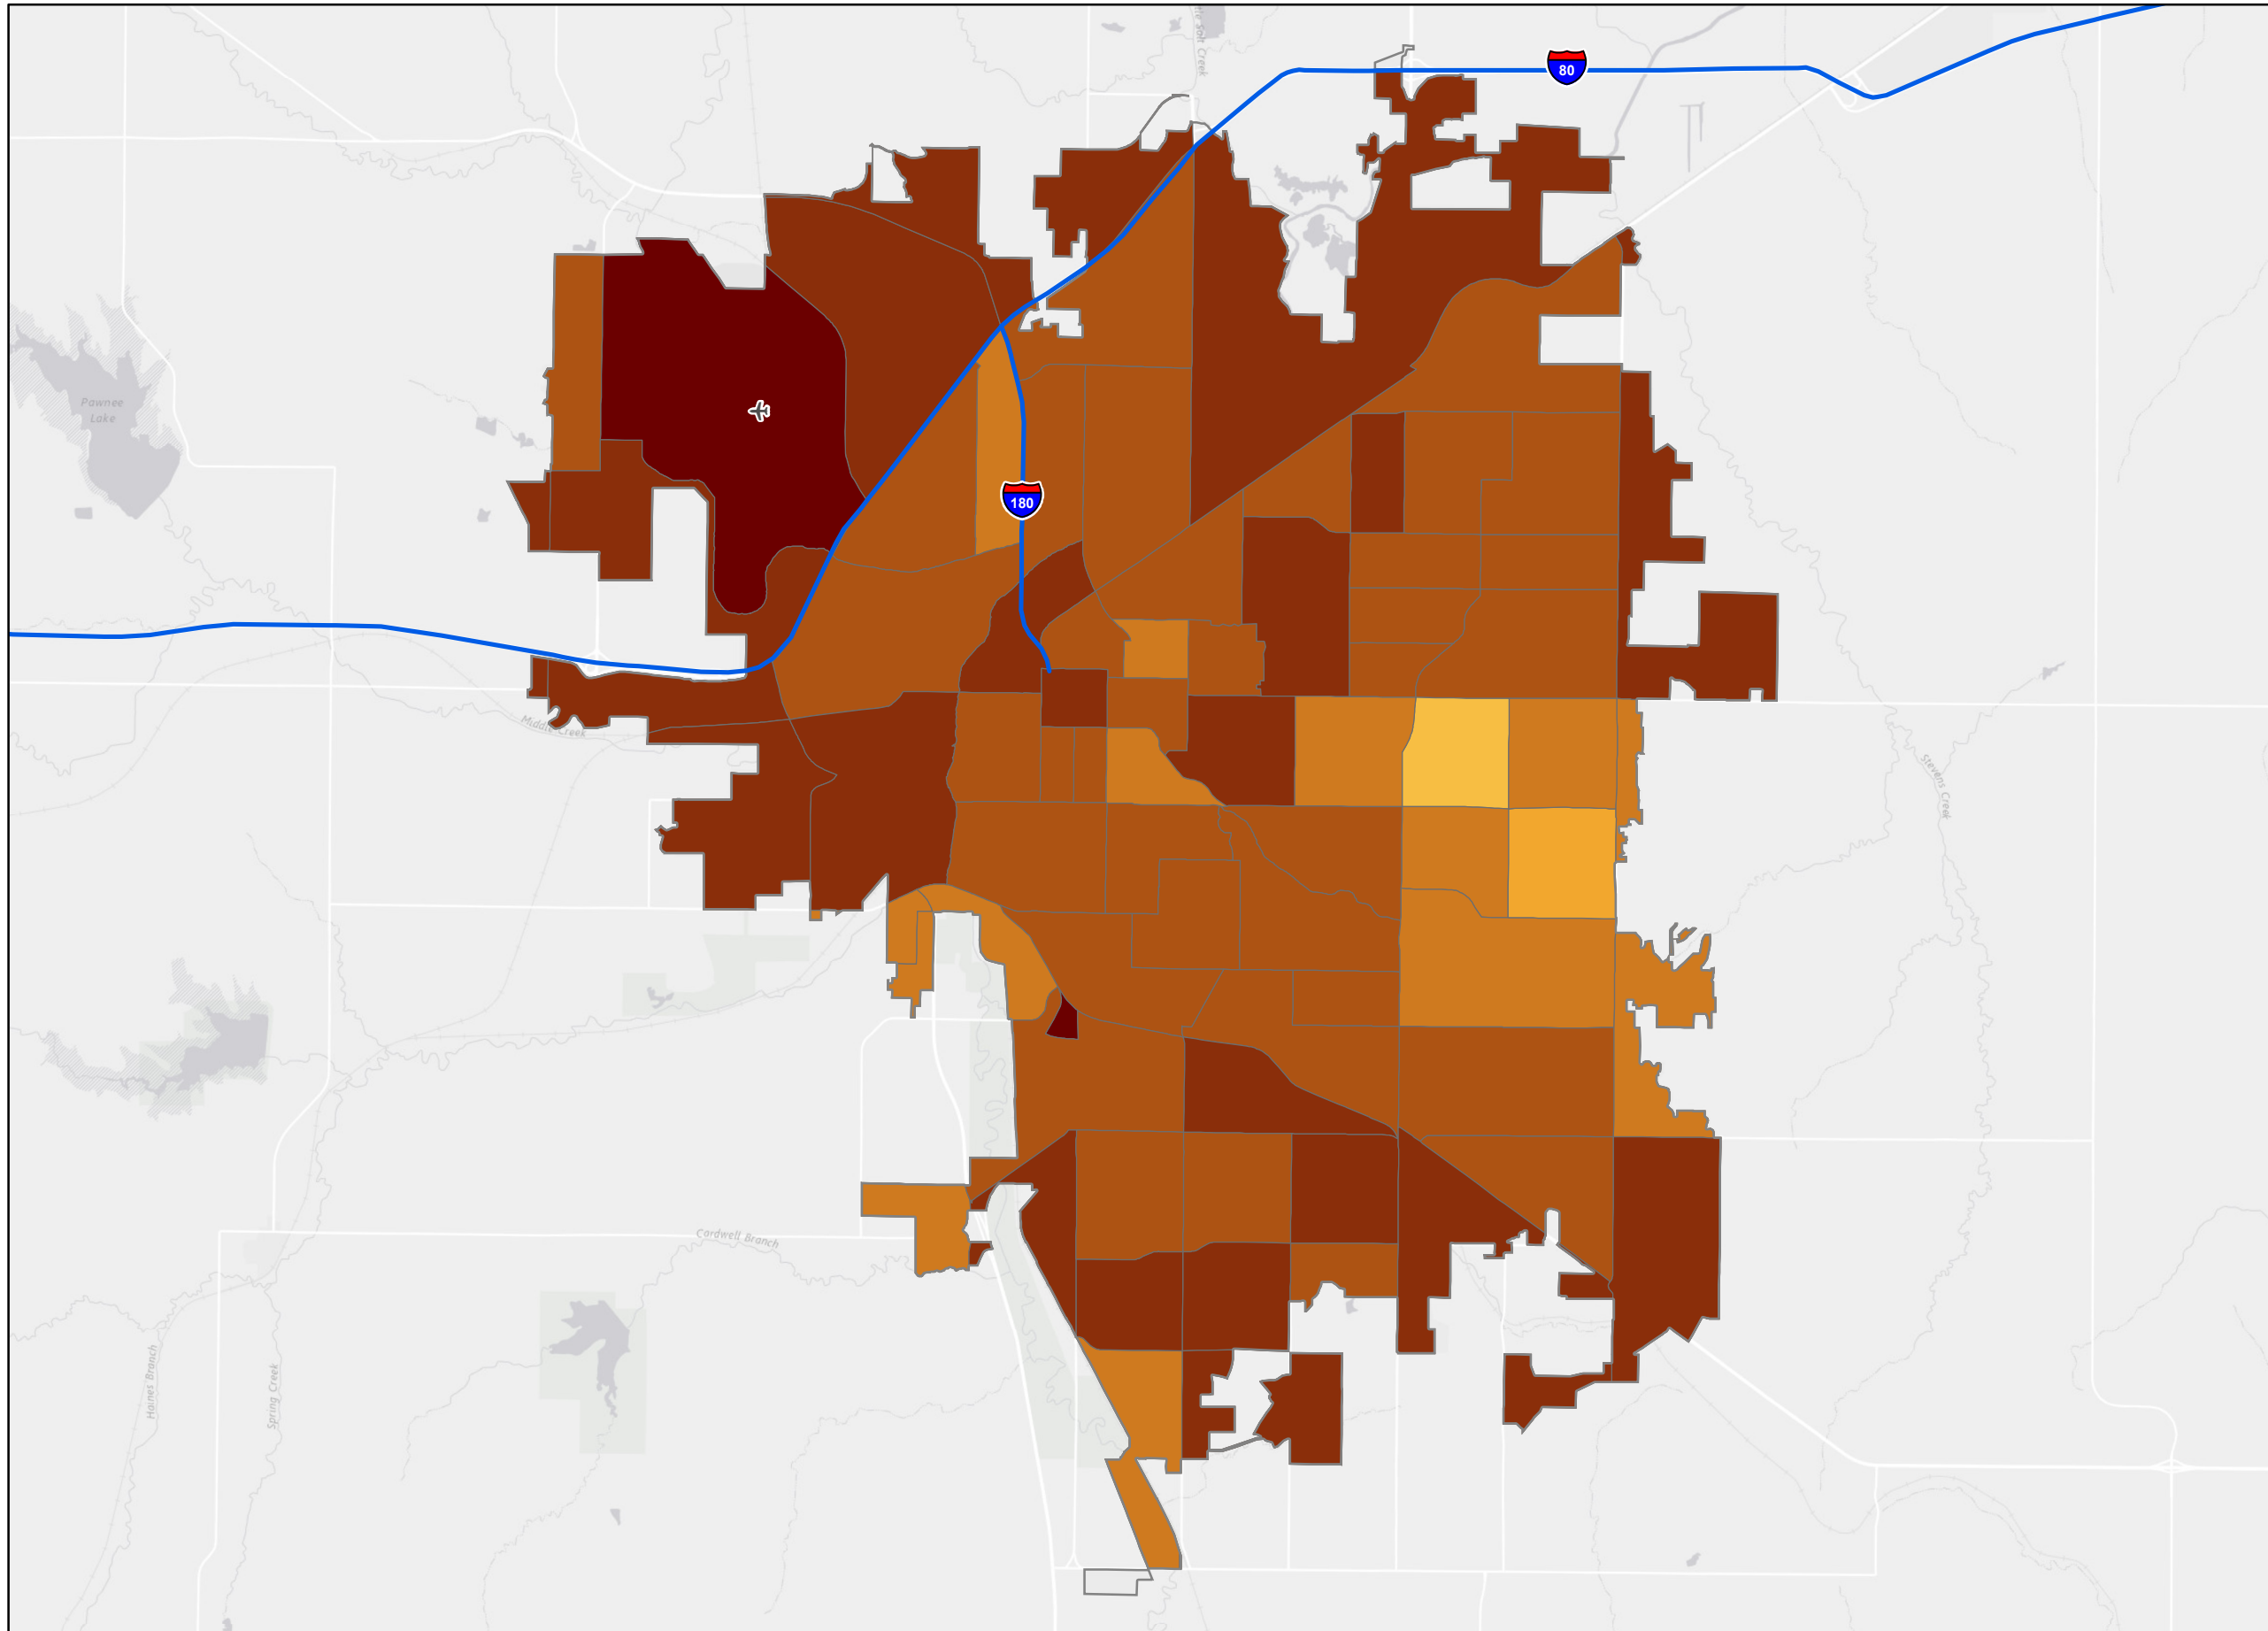 80
Pawnee
Lake
180
Middle Creek
Stevens Creek
Cardwell Branch
Haines Branch
Spring Creek